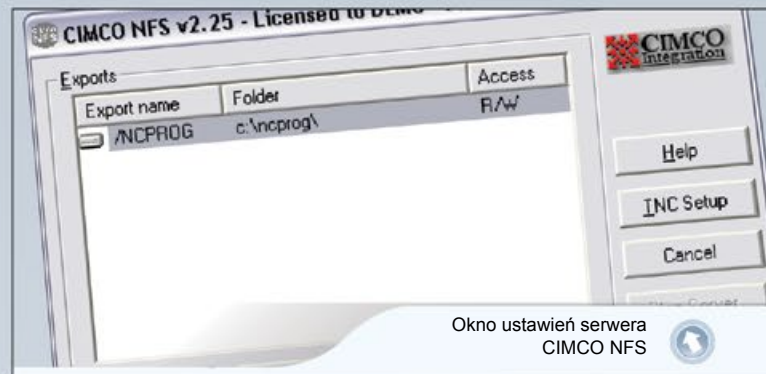 CIMCO NFS v2.25 - Licensed to DEMO
CIMCO
Integration
Exports
Export name Folder Access
/NCPROG c:\ncprog\ R/W
Help
INC Setup
Cancel
Okno ustawień serwera
CIMCO NFS